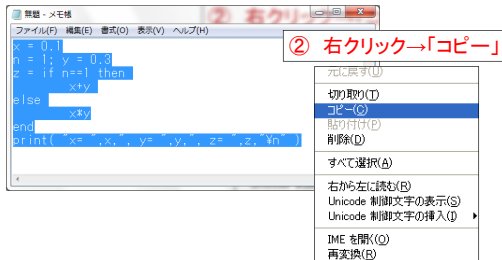 無題 - メモ帳
ファイル(F) 編集(E) 書式(O) 表示(V) ヘルプ(H)
x = 0.1
n = 1; y = 0.3
z = if n==1 then
x+y
else
x*y
end
print( "x= ",x,", y= ",y,", z= ",z,"¥n" )
② 右クリック→「コピー」
元に戻す(U)
切り取り(T)
コピー(C)
貼り付け(P)
削除(D)
すべて選択(A)
右から左に読む(R)
Unicode 制御文字の表示(S)
Unicode 制御文字の挿入(I)
IME を開く(O)
再変換(R)